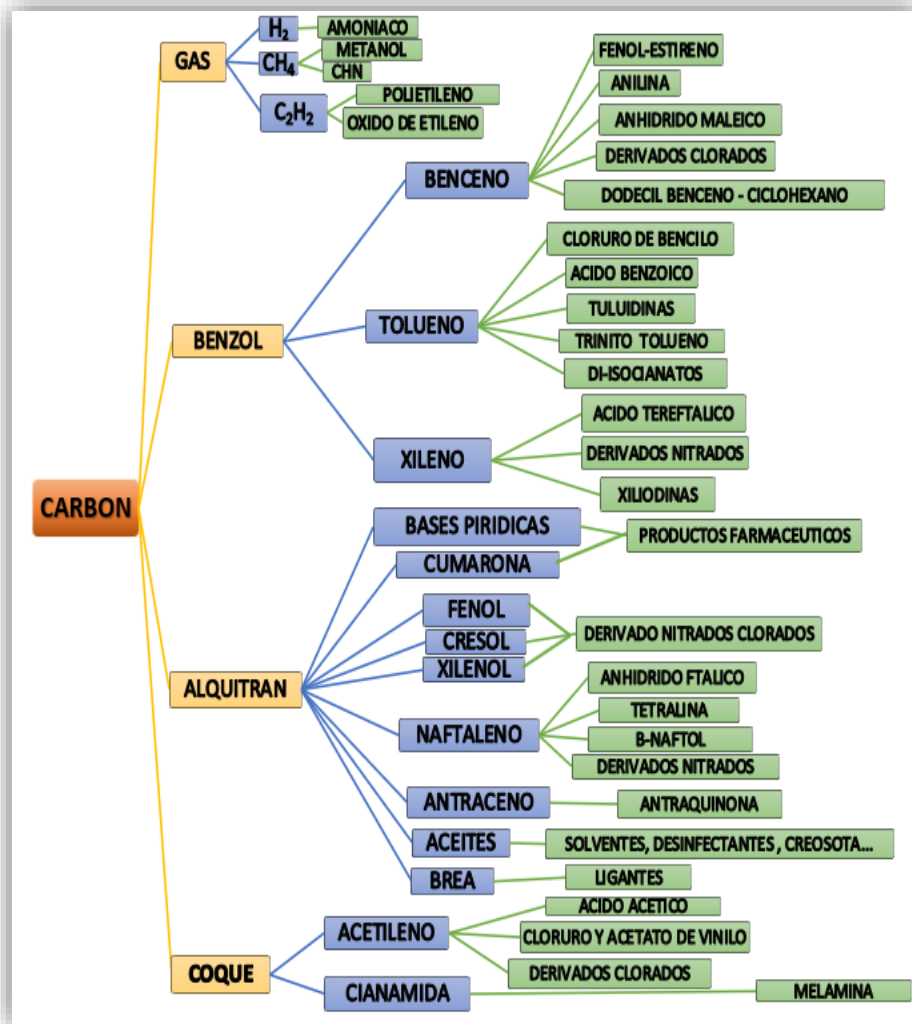 CARBON
GAS
H₂
AMONIACO
CH₄
METANOL
CHN
C₂H₂
POLIETILENO
OXIDO DE ETILENO
BENZOL
BENCENO
FENOL-ESTIRENO
ANILINA
ANHIDRIDO MALEICO
DERIVADOS CLORADOS
DODECIL BENCENO - CICLOHEXANO
TOLUENO
CLORURO DE BENCILO
ACIDO BENZOICO
TULUIDINAS
TRINITO TOLUENO
DI-ISOCIANATOS
XILENO
ACIDO TEREFTALICO
DERIVADOS NITRADOS
XILIODINAS
ALQUITRAN
BASES PIRIDICAS
CUMARONA
PRODUCTOS FARMACEUTICOS
FENOL
CRESOL
XILENOL
DERIVADO NITRADOS CLORADOS
NAFTALENO
ANHIDRIDO FTALICO
TETRALINA
B-NAFTOL
DERIVADOS NITRADOS
ANTRACENO
ANTRAQUINONA
ACEITES
SOLVENTES, DESINFECTANTES , CREOSOTA...
BREA
LIGANTES
COQUE
ACETILENO
ACIDO ACETICO
CLORURO Y ACETATO DE VINILO
DERIVADOS CLORADOS
CIANAMIDA
MELAMINA